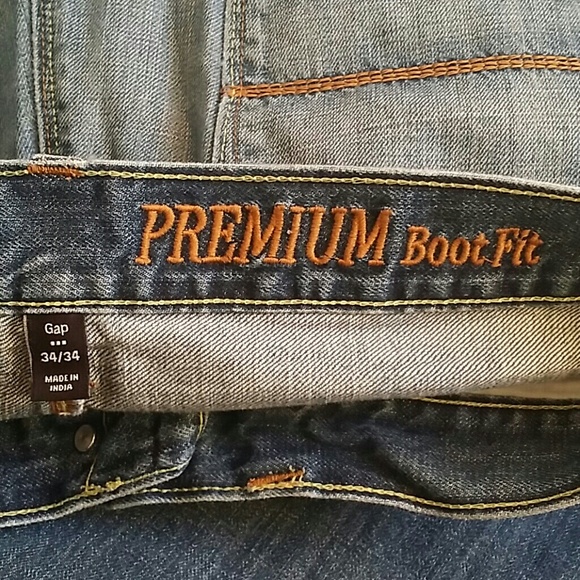 PREMIUM Boot Fit
Gap
34/34
MADE IN
INDIA